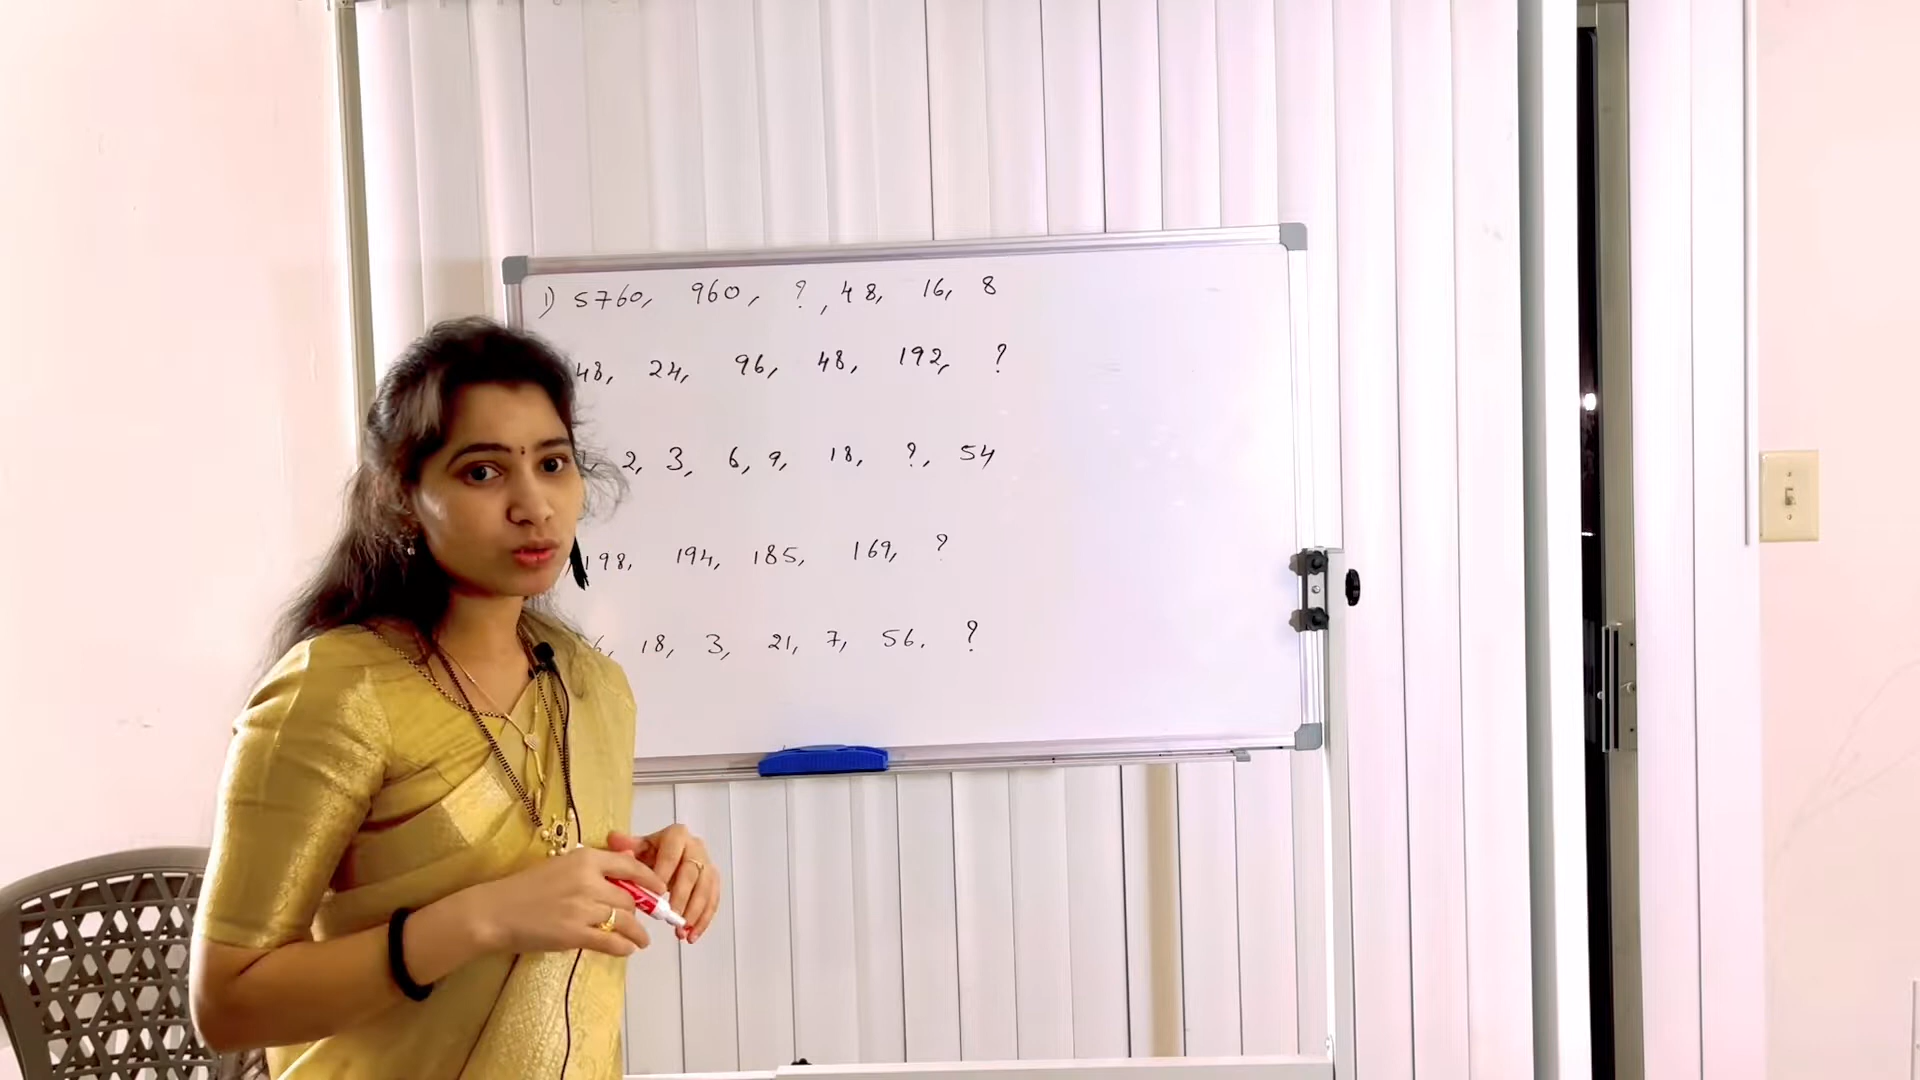 1) 5760, 960, ?, 48, 16, 8
48, 24, 96, 48, 192, ?
2, 3, 6, 9, 18, ?, 54
198, 194, 185, 169, ?
6, 18, 3, 21, 7, 56. ?